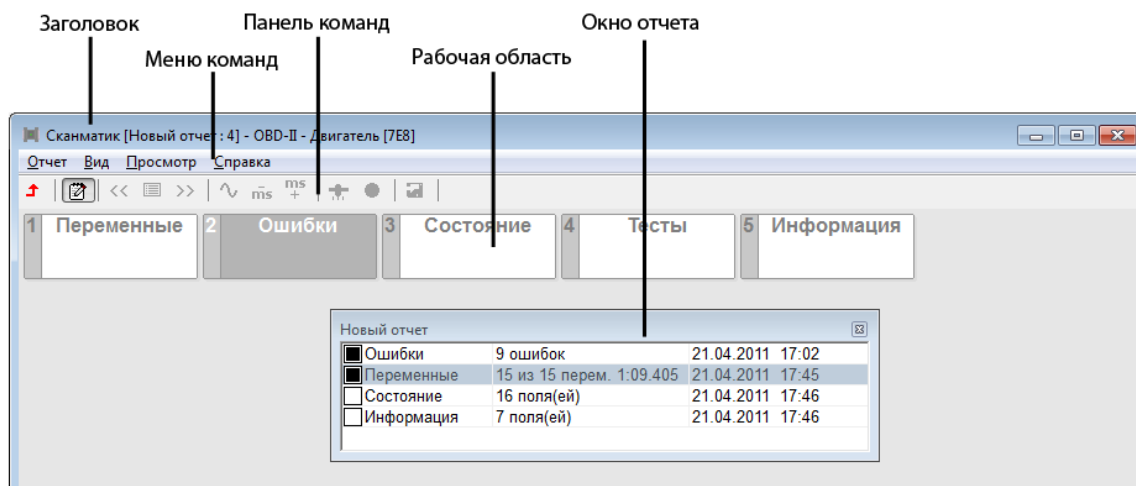 Заголовок Панель команд Окно отчета
Меню команд Рабочая область
Сканматик [Новый отчет : 4] - OBD-II - Двигатель [7E8]
Отчет Вид Просмотр Справка
<< >> ms ms +
1 Переменные 2 Ошибки 3 Состояние 4 Тесты 5 Информация
Новый отчет
Ошибки 9 ошибок 21.04.2011 17:02
Переменные 15 из 15 перем. 1:09.405 21.04.2011 17:45
Состояние 16 поля(ей) 21.04.2011 17:46
Информация 7 поля(ей) 21.04.2011 17:46